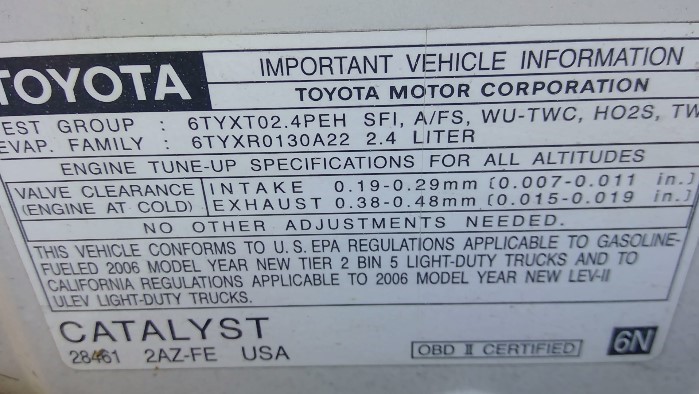 TOYOTA
IMPORTANT VEHICLE INFORMATION
TOYOTA MOTOR CORPORATION
EST GROUP : 6TYXT02.4PEH SFI, A/FS, WU-TWC, HO2S, TW
EVAP. FAMILY : 6TYXR0130A22 2.4 LITER
ENGINE TUNE-UP SPECIFICATIONS FOR ALL ALTITUDES
VALVE CLEARANCE INTAKE 0.19-0.29mm (0.007-0.011 in.)
(ENGINE AT COLD) EXHAUST 0.38-0.48mm (0.015-0.019 in.)
NO OTHER ADJUSTMENTS NEEDED.
THIS VEHICLE CONFORMS TO U.S.EPA REGULATIONS APPLICABLE TO GASOLINE-
FUELED 2006 MODEL YEAR NEW TIER 2 BIN 5 LIGHT-DUTY TRUCKS AND TO
CALIFORNIA REGULATIONS APPLICABLE TO 2006 MODEL YEAR NEW LEV-II
ULEV LIGHT-DUTY TRUCKS.
CATALYST
28461 2AZ-FE USA
OBD II CERTIFIED
6N